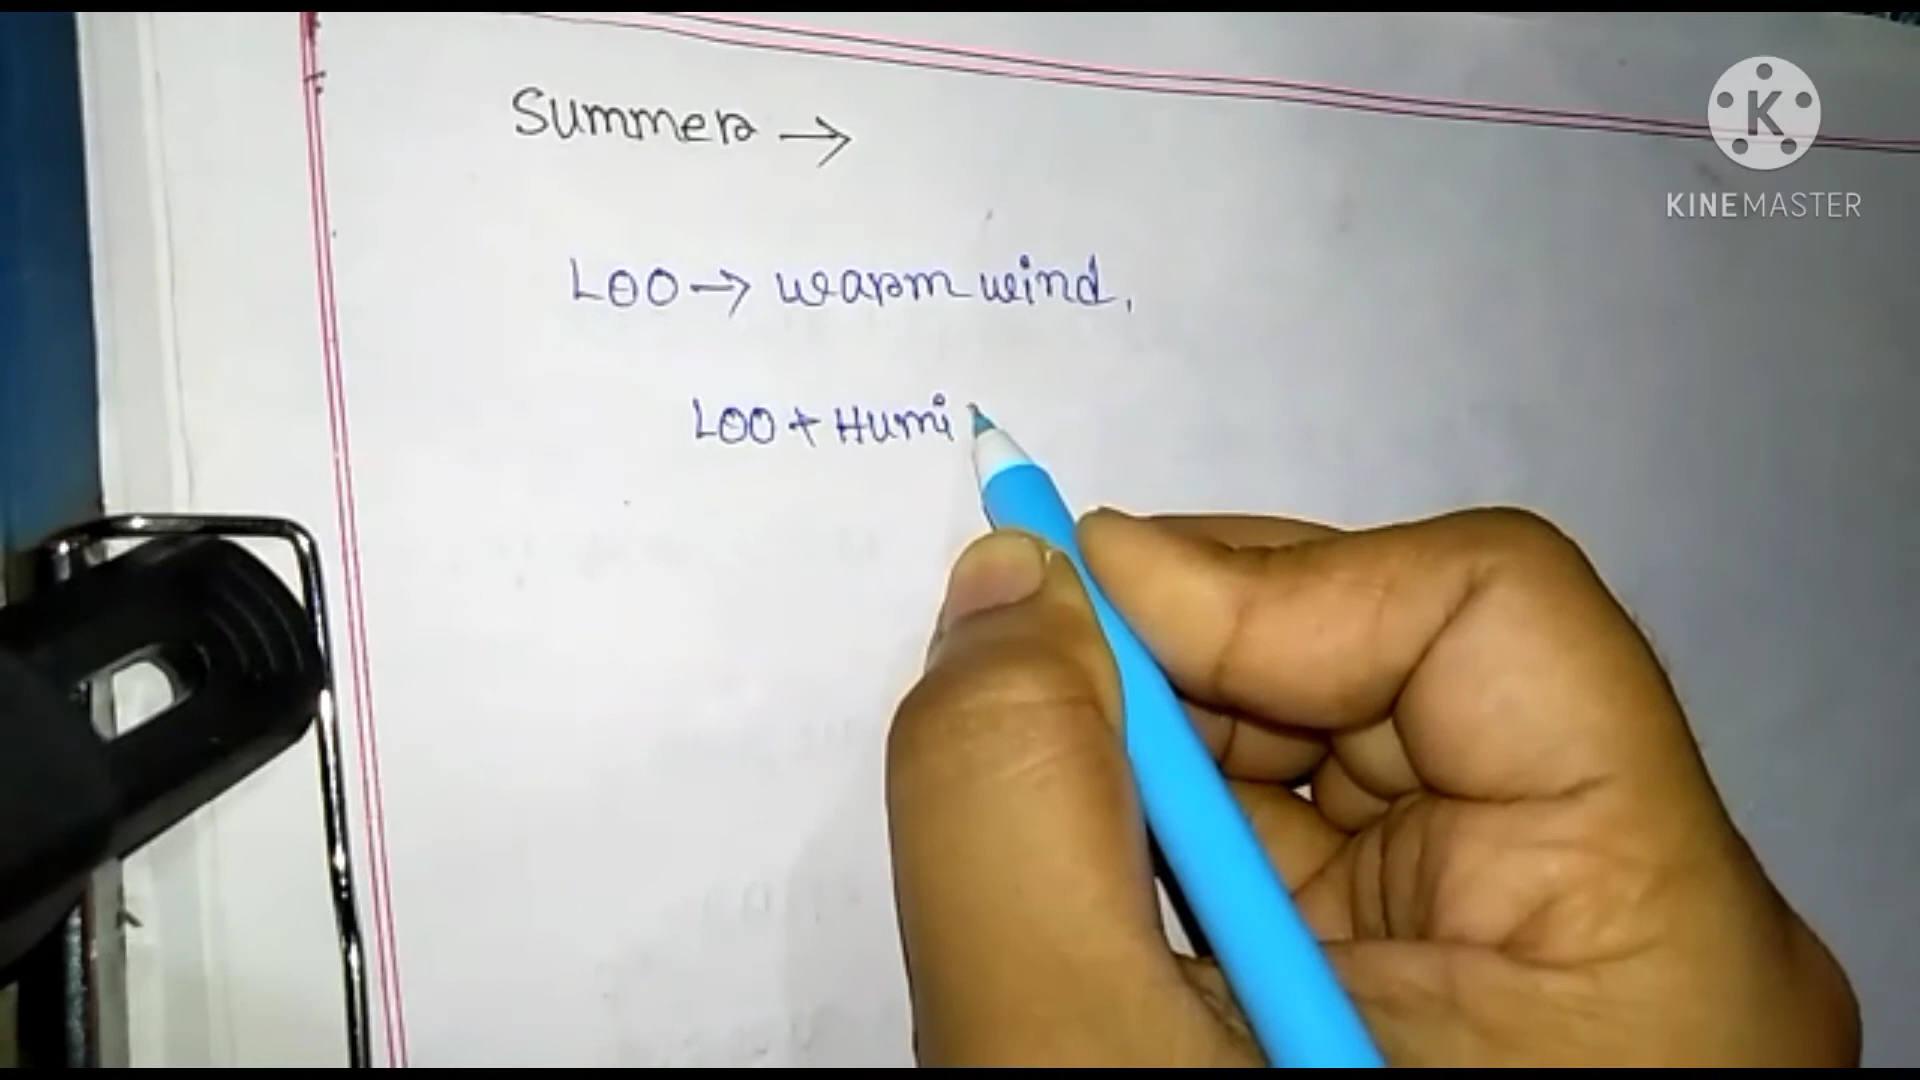 Summer →
LOO → warm wind,
LOO + Humi
KINEMASTER